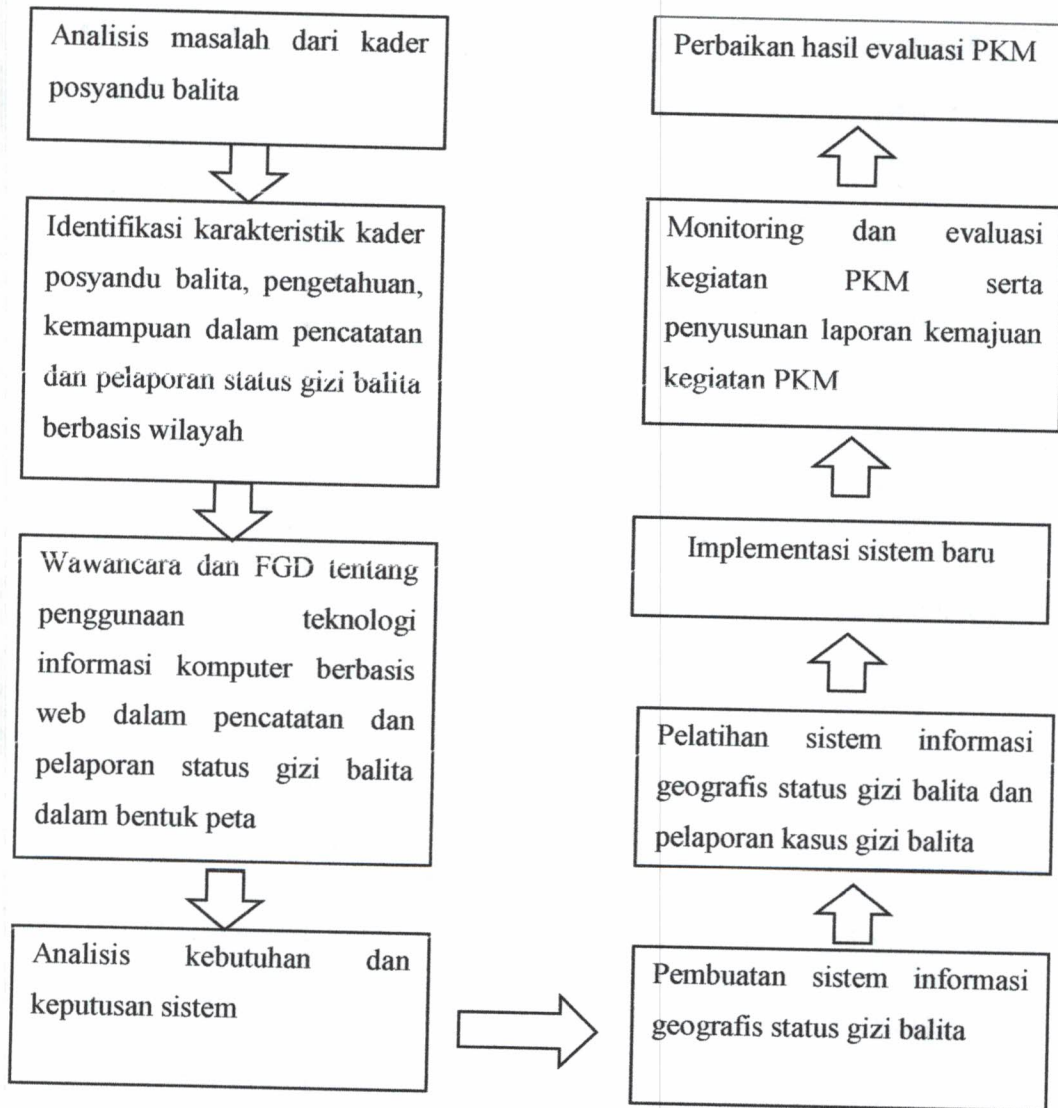 Analisis masalah dari kader
posyandu balita
Identifikasi karakteristik kader
posyandu balita, pengetahuan,
kemampuan dalam pencatatan
dan pelaporan status gizi balita
berbasis wilayah
Wawancara dan FGD tentang
penggunaan teknologi
informasi komputer berbasis
web dalam pencatatan dan
pelaporan status gizi balita
dalam bentuk peta
Analisis kebutuhan dan
keputusan sistem
Pembuatan sistem informasi
geografis status gizi balita
Pelatihan sistem informasi
geografis status gizi balita dan
pelaporan kasus gizi balita
Implementasi sistem baru
Monitoring dan evaluasi
kegiatan PKM serta
penyusunan laporan kemajuan
kegiatan PKM
Perbaikan hasil evaluasi PKM